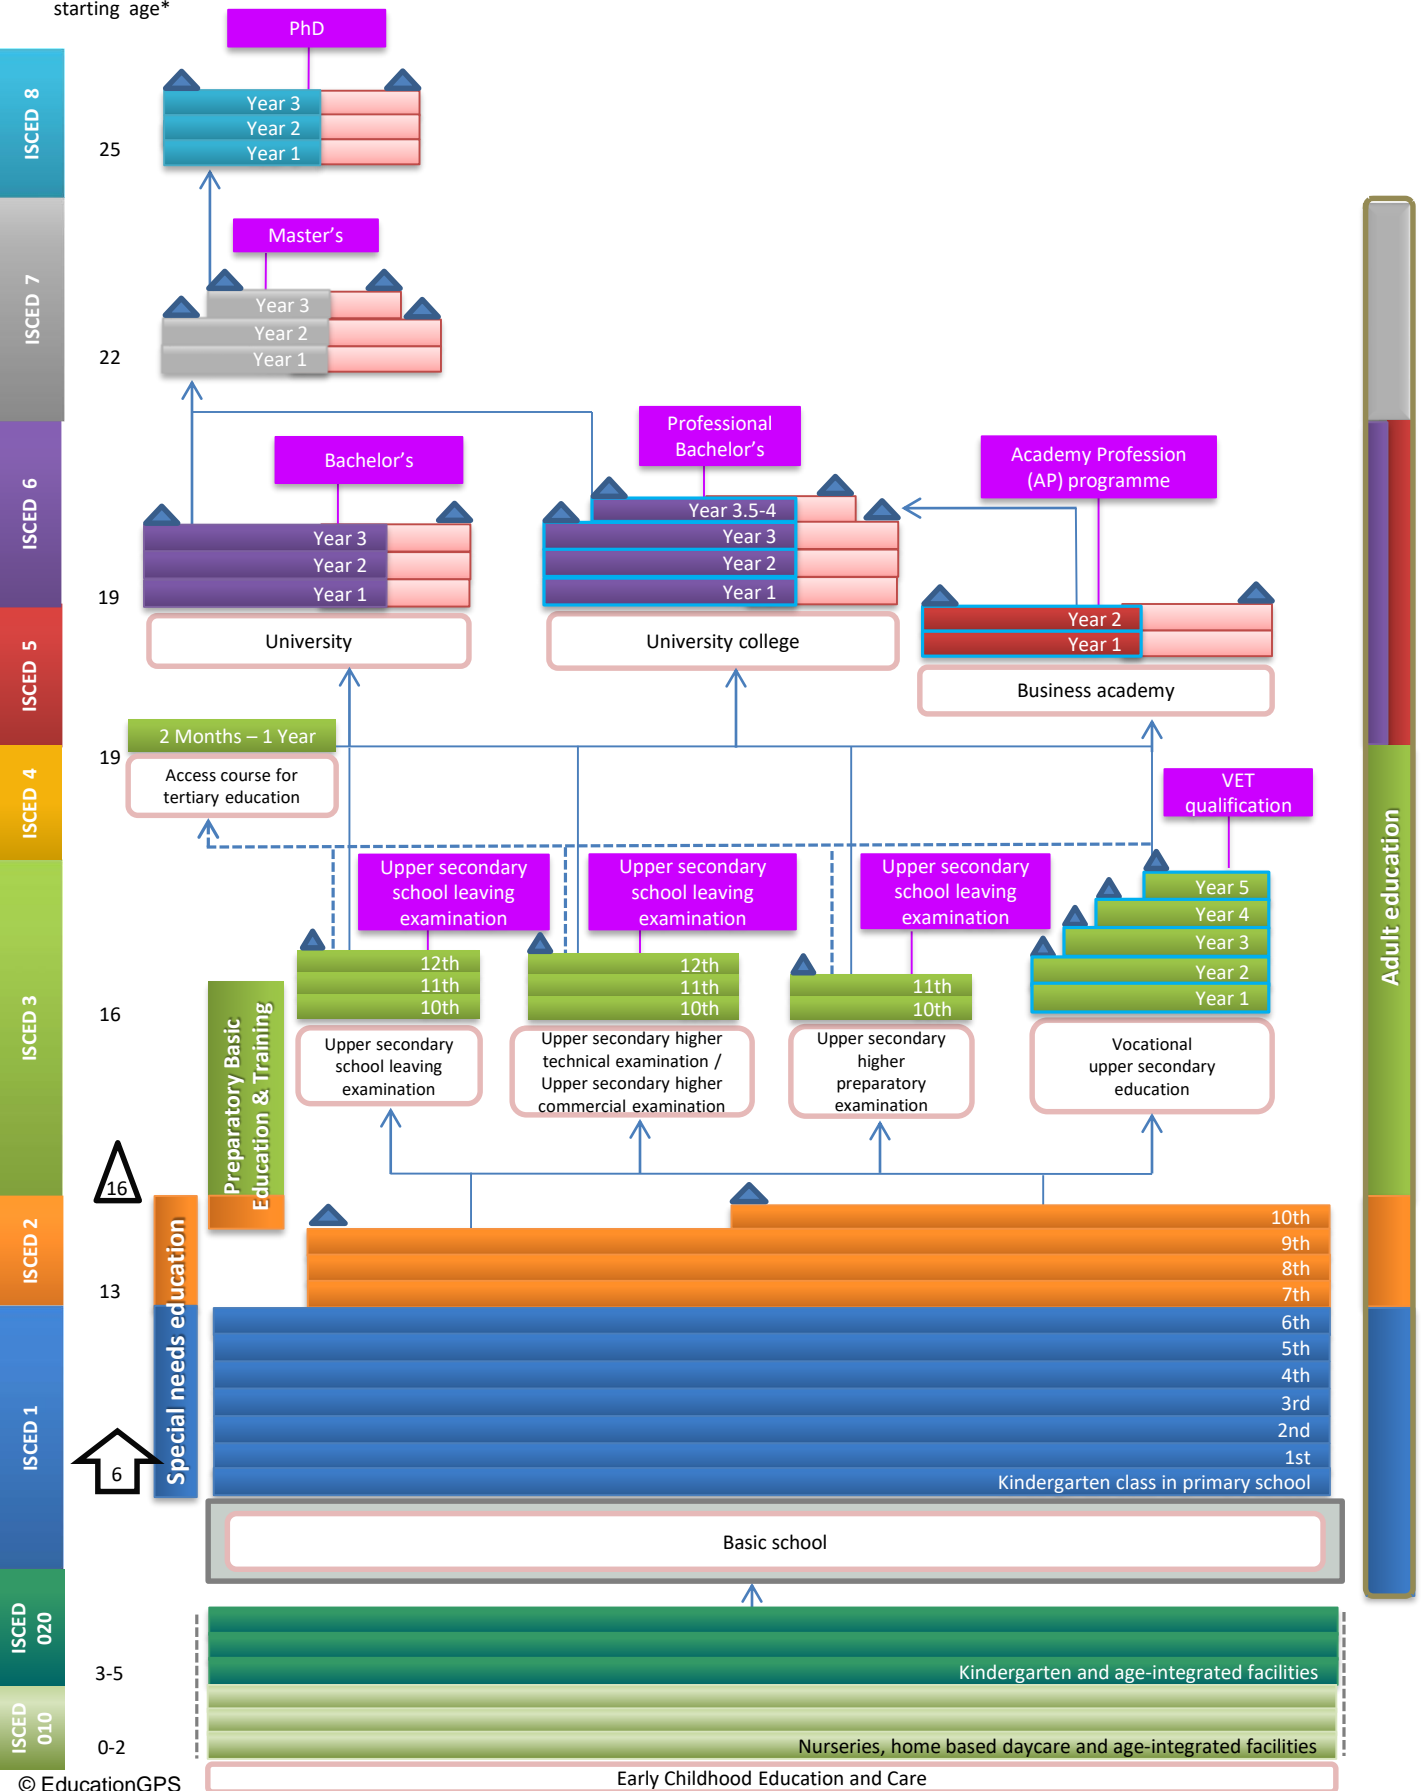 starting age*
PhD
ISCED 8
Year 3
Year 2
Year 1
25
Master's
ISCED 7
Year 3
Year 2
Year 1
22
Professional
Bachelor's
Bachelor's
Academy Profession
(AP) programme
ISCED 6
Year 3
Year 2
Year 1
Year 3.5-4
Year 3
Year 2
Year 1
19
Year 2
Year 1
University
University college
Business academy
ISCED 5
2 Months – 1 Year
19
Access course for
tertiary education
ISCED 4
VET
qualification
Upper secondary
school leaving
examination
Upper secondary
school leaving
examination
Upper secondary
school leaving
examination
Year 5
Year 4
Year 3
Year 2
Year 1
12th
11th
10th
12th
11th
10th
11th
10th
Adult education
ISCED 3
16
Preparatory Basic
Education & Training
Upper secondary
school leaving
examination
Upper secondary higher
technical examination /
Upper secondary higher
commercial examination
Upper secondary
higher
preparatory
examination
Vocational
upper secondary
education
16
ISCED 2
10th
9th
8th
7th
13
Special needs education
ISCED 1
6th
5th
4th
3rd
2nd
1st
Kindergarten class in primary school
6
Basic school
ISCED
020
3-5
Kindergarten and age-integrated facilities
ISCED
010
0-2
Nurseries, home based daycare and age-integrated facilities
Early Childhood Education and Care
© EducationGPS